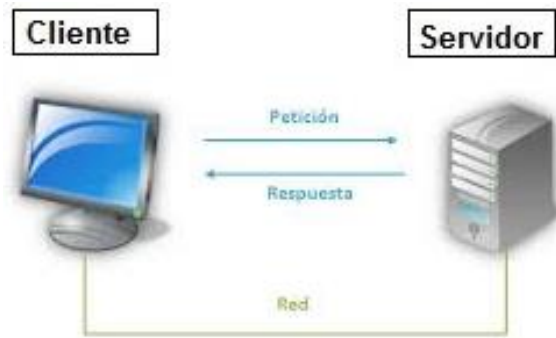 Cliente
Servidor
Petición
Respuesta
Red